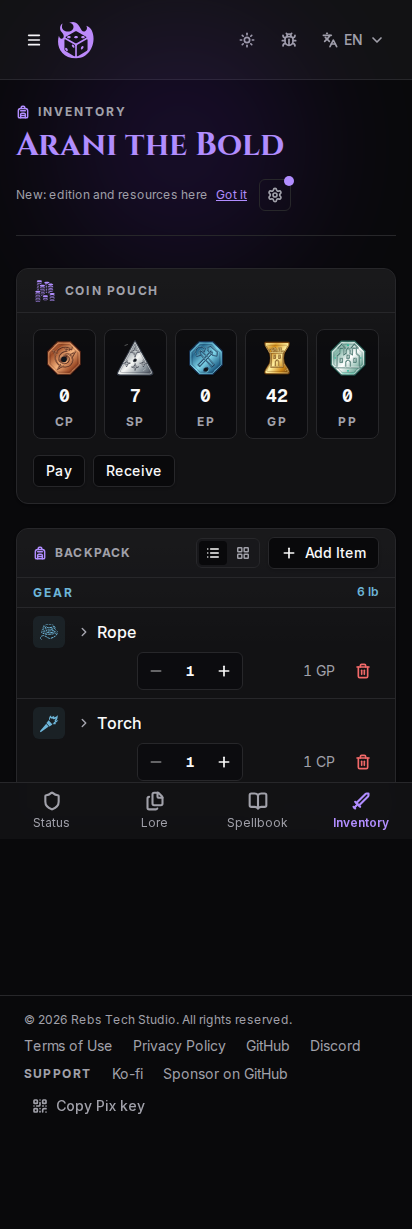 EN
INVENTORY
Arani the Bold
New: edition and resources here Got it
COIN POUCH
0 7 0 42 0
CP SP EP GP PP
Pay Receive
BACKPACK Add Item
GEAR 6 lb
Rope
1 1 GP
Torch
1 1 CP
Status Lore Spellbook Inventory
© 2026 Rebs Tech Studio. All rights reserved.
Terms of Use Privacy Policy GitHub Discord
SUPPORT Ko-fi Sponsor on GitHub
Copy Pix key